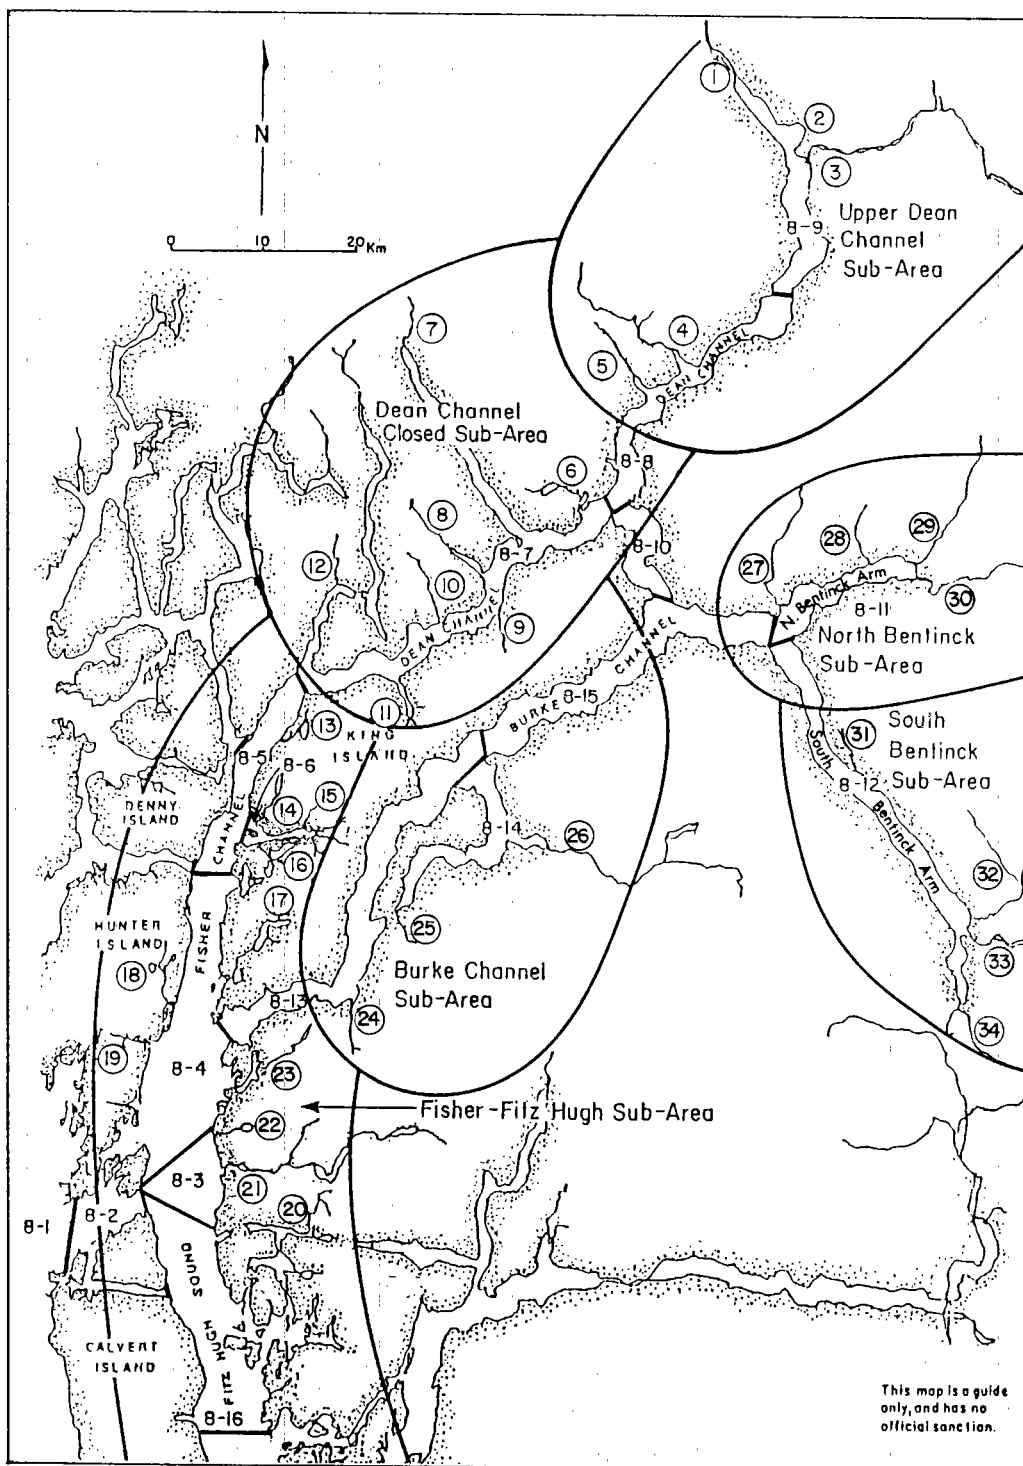 1
2
N
3
Upper Dean
8-9
Channel
Sub-Area
0
10
20 Km
7
4
DEAN CHANNEL
5
Dean Channel
Closed Sub-Area
6
8-8
8
8-7
8-10
12
10
9
DEAN CHANNEL
27
28
29
N. Bentinck Arm
30
8-11
North Bentinck
Sub-Area
CHANNEL
8-15
BURKE
11
13
KING
ISLAND
8-5
8-6
31
South
Bentinck
Sub-Area
8-12
South
Bentinck
Arm
DENNY
ISLAND
CHANNEL
14
15
8-14
26
16
32
17
HUNTER
ISLAND
FISHER
25
18
33
Burke Channel
Sub-Area
8-13
24
34
19
8-4
23
Fisher-Fitz Hugh Sub-Area
22
8-3
21
20
8-1
8-2
SOUND
FITZ HUGH
CALVERT
ISLAND
8-16
This map is a guide
only, and has no
official sanction.